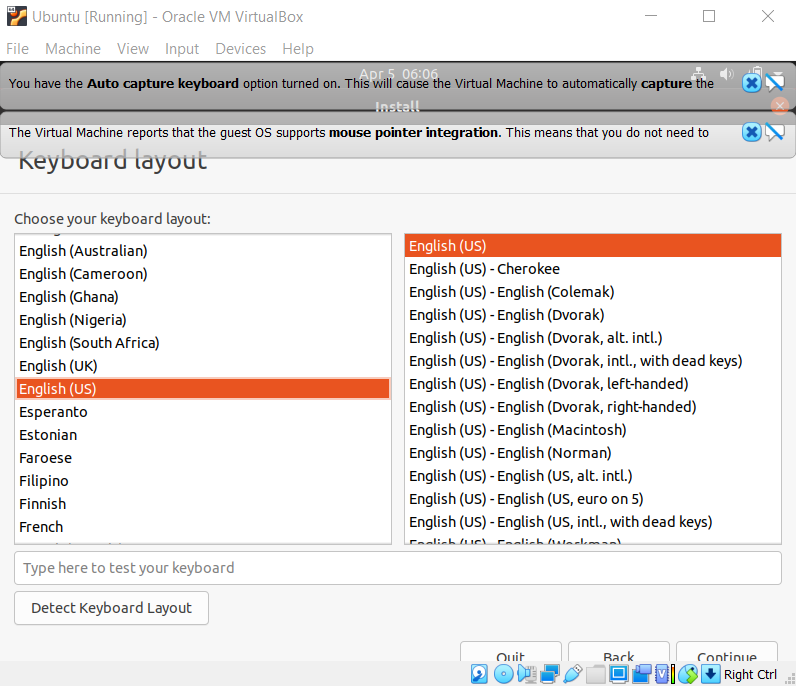 Ubuntu [Running] - Oracle VM VirtualBox
File Machine View Input Devices Help
Apr 5 06:06
You have the Auto capture keyboard option turned on. This will cause the Virtual Machine to automatically capture the
Install
The Virtual Machine reports that the guest OS supports mouse pointer integration. This means that you do not need to
Keyboard layout
Choose your keyboard layout:
English (Australian)
English (Cameroon)
English (Ghana)
English (Nigeria)
English (South Africa)
English (UK)
English (US)
Esperanto
Estonian
Faroese
Filipino
Finnish
French
English (US)
English (US) - Cherokee
English (US) - English (Colemak)
English (US) - English (Dvorak)
English (US) - English (Dvorak, alt. intl.)
English (US) - English (Dvorak, intl., with dead keys)
English (US) - English (Dvorak, left-handed)
English (US) - English (Dvorak, right-handed)
English (US) - English (Macintosh)
English (US) - English (Norman)
English (US) - English (US, alt. intl.)
English (US) - English (US, euro on 5)
English (US) - English (US, intl., with dead keys)
English (US) - English (Workman)
Type here to test your keyboard
Detect Keyboard Layout
Quit Back Continue
Right Ctrl